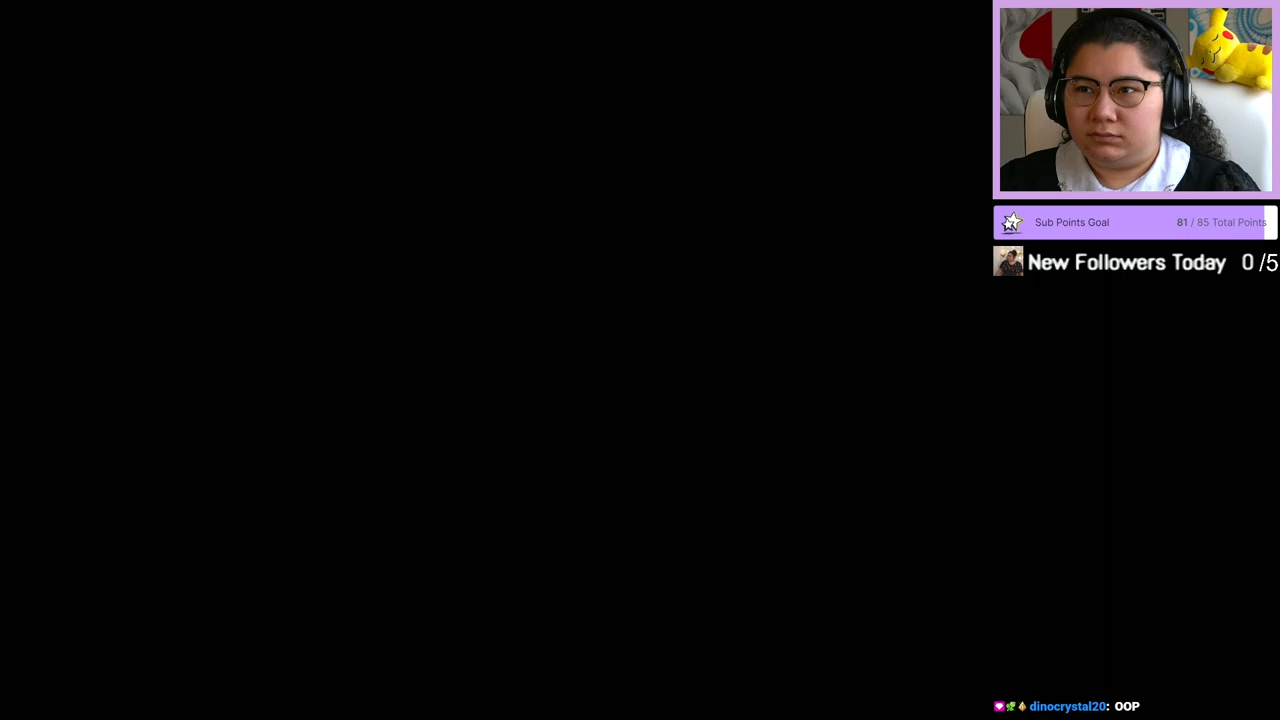 Sub Points Goal 81 / 85 Total Points
New Followers Today 0 /5
dinocrystal20: OOP